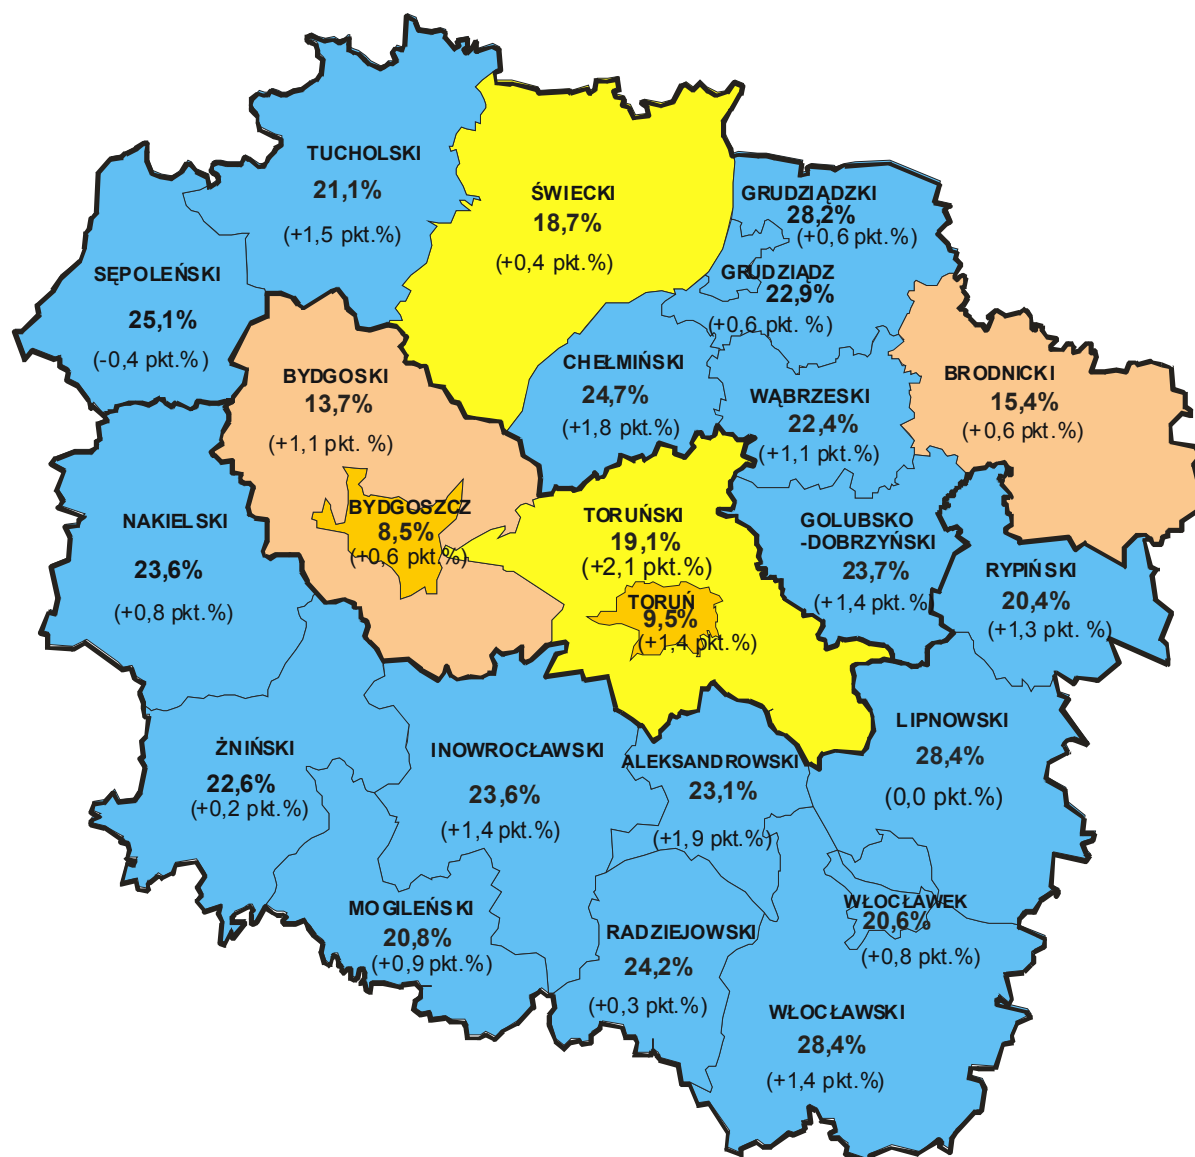 TUCHOLSKI
21,1%
(+1,5 pkt.%)
ŚWIECKI
18,7%
(+0,4 pkt.%)
GRUDZIĄDZKI
28,2%
(+0,6 pkt.%)
SĘPOLEŃSKI
25,1%
(-0,4 pkt.%)
GRUDZIĄDZ
22,9%
(+0,6 pkt. %)
BYDGOSKI
13,7%
(+1,1 pkt. %)
CHEŁMIŃSKI
24,7%
(+1,8 pkt.%)
WĄBRZESKI
22,4%
(+1,1 pkt.%)
BRODNICKI
15,4%
(+0,6 pkt.%)
NAKIELSKI
23,6%
(+0,8 pkt.%)
BYDGOSZCZ
8,5%
(+0,6 pkt.%)
TORUŃSKI
19,1%
(+2,1 pkt.%)
GOLUBSKO
-DOBRZYŃSKI
23,7%
(+1,4 pkt.%)
RYPIŃSKI
20,4%
(+1,3 pkt.%)
TORUŃ
9,5%
(+1,4 pkt.%)
ŻNIŃSKI
22,6%
(+0,2 pkt.%)
INOWROCŁAWSKI
23,6%
(+1,4 pkt.%)
ALEKSANDROWSKI
23,1%
(+1,9 pkt.%)
LIPNOWSKI
28,4%
(0,0 pkt.%)
MOGILEŃSKI
20,8%
(+0,9 pkt.%)
RADZIEJOWSKI
24,2%
(+0,3 pkt.%)
WŁOCŁAWEK
20,6%
(+0,8 pkt.%)
WŁOCŁAWSKI
28,4%
(+1,4 pkt.%)